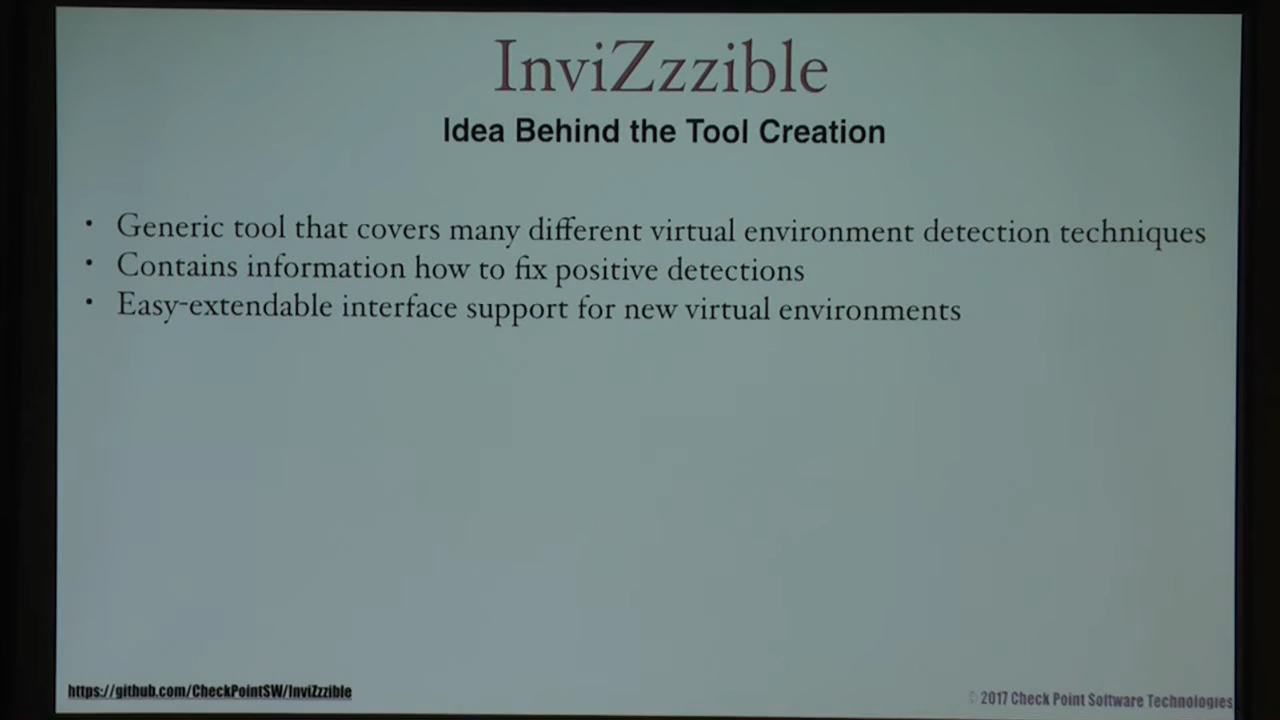 InviZzzible
Idea Behind the Tool Creation
• Generic tool that covers many different virtual environment detection techniques
• Contains information how to fix positive detections
• Easy-extendable interface support for new virtual environments
https://github.com/CheckPointSW/InviZzzible
© 2017 Check Point Software Technologies